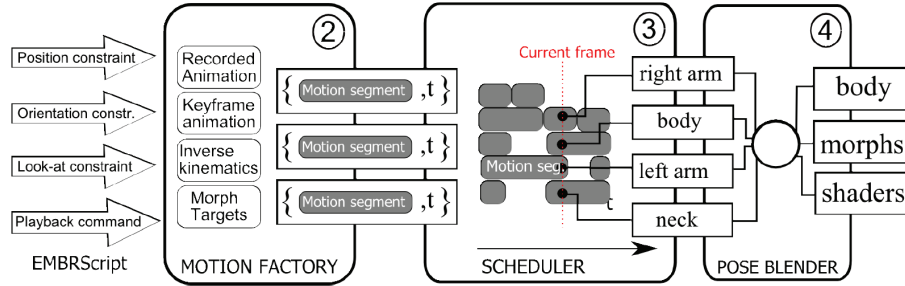 Position constraint
Orientation constr.
Look-at constraint
Playback command
EMBRScript
2
Recorded
Animation
Keyframe
animation
Inverse
kinematics
Morph
Targets
MOTION FACTORY
{ Motion segment ,t }
{ Motion segment ,t }
{ Motion segment ,t }
3
Current frame
Motion seg
t
SCHEDULER
right arm
body
left arm
neck
4
body
morphs
shaders
POSE BLENDER